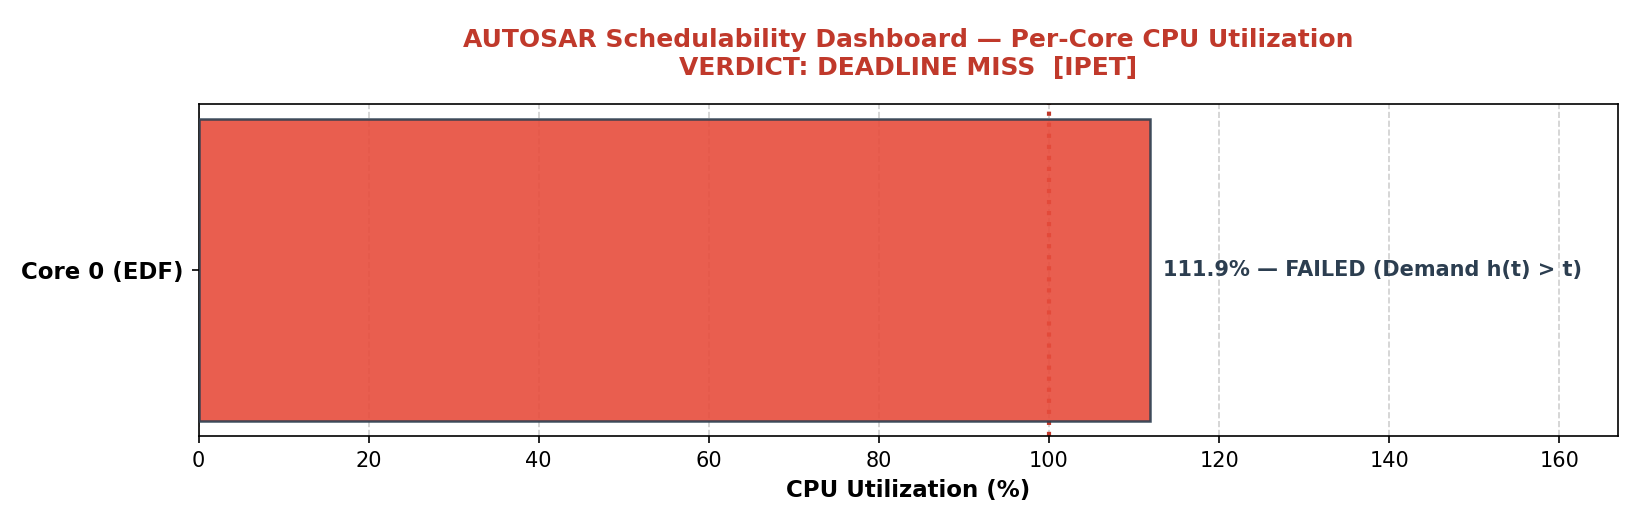 AUTOSAR Schedulability Dashboard — Per-Core CPU Utilization
VERDICT: DEADLINE MISS  [IPET]
Core 0 (EDF)
111.9% — FAILED (Demand h(t) > t)
0 20 40 60 80 100 120 140 160
CPU Utilization (%)